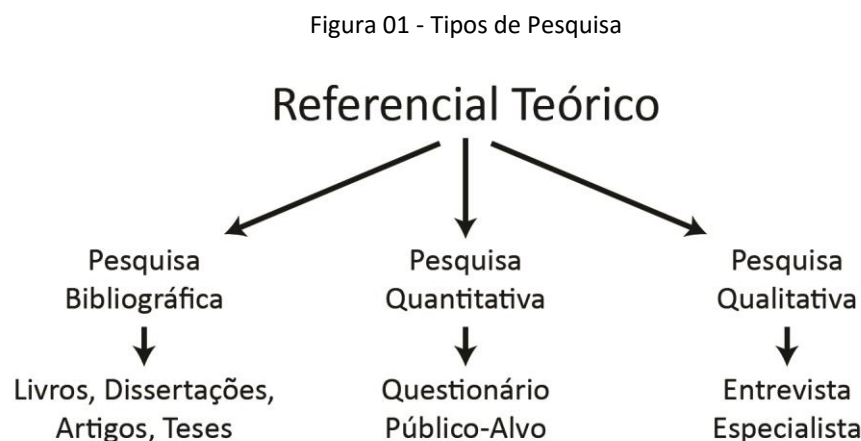 Figura 01 - Tipos de Pesquisa
Referencial Teórico
Pesquisa
Bibliográfica
Livros, Dissertações,
Artigos, Teses
Pesquisa
Quantitativa
Questionário
Público-Alvo
Pesquisa
Qualitativa
Entrevista
Especialista